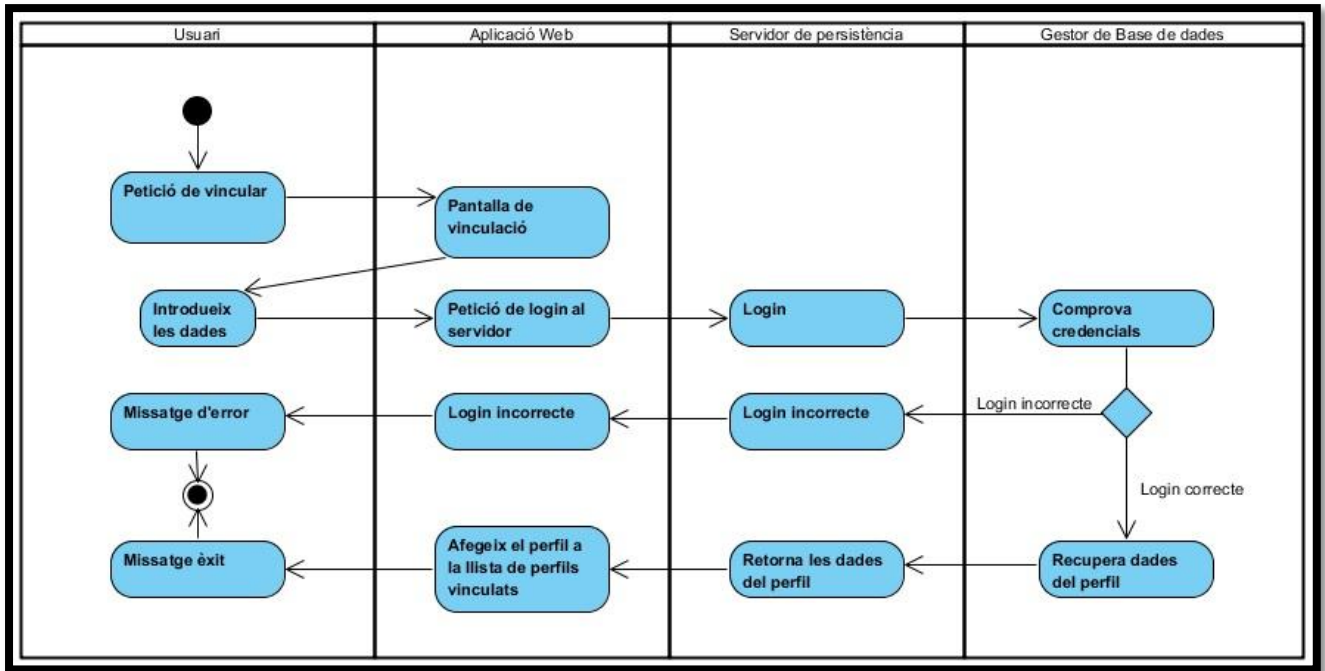 Usuari
Aplicació Web
Servidor de persistència
Gestor de Base de dades
Petició de vincular
Pantalla de
vinculació
Introdueix
les dades
Petició de login al
servidor
Login
Comprova
credencials
Missatge d'error
Login incorrecte
Login incorrecte
Login incorrecte
Login correcte
Missatge èxit
Afegeix el perfil a
la llista de perfils
vinculats
Retorna les dades
del perfil
Recupera dades
del perfil